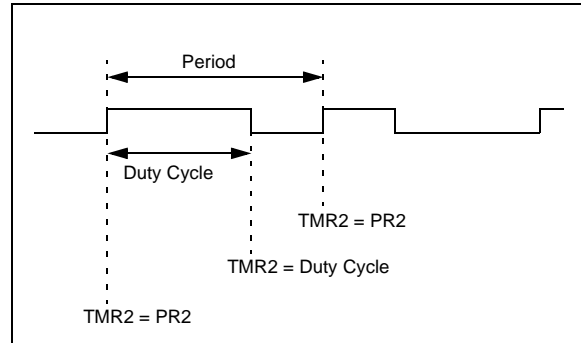 Period
Duty Cycle
TMR2 = PR2
TMR2 = Duty Cycle
TMR2 = PR2